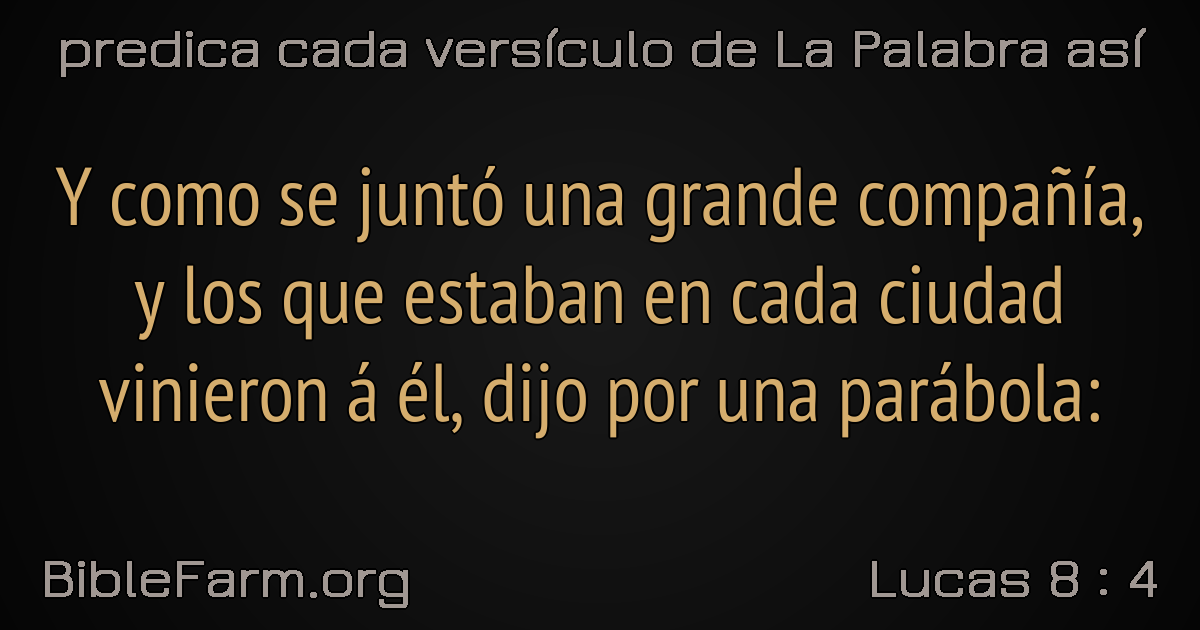 predica cada versículo de La Palabra así
Y como se juntó una grande compañía,
y los que estaban en cada ciudad
vinieron á él, dijo por una parábola:
BibleFarm.org
Lucas 8 : 4